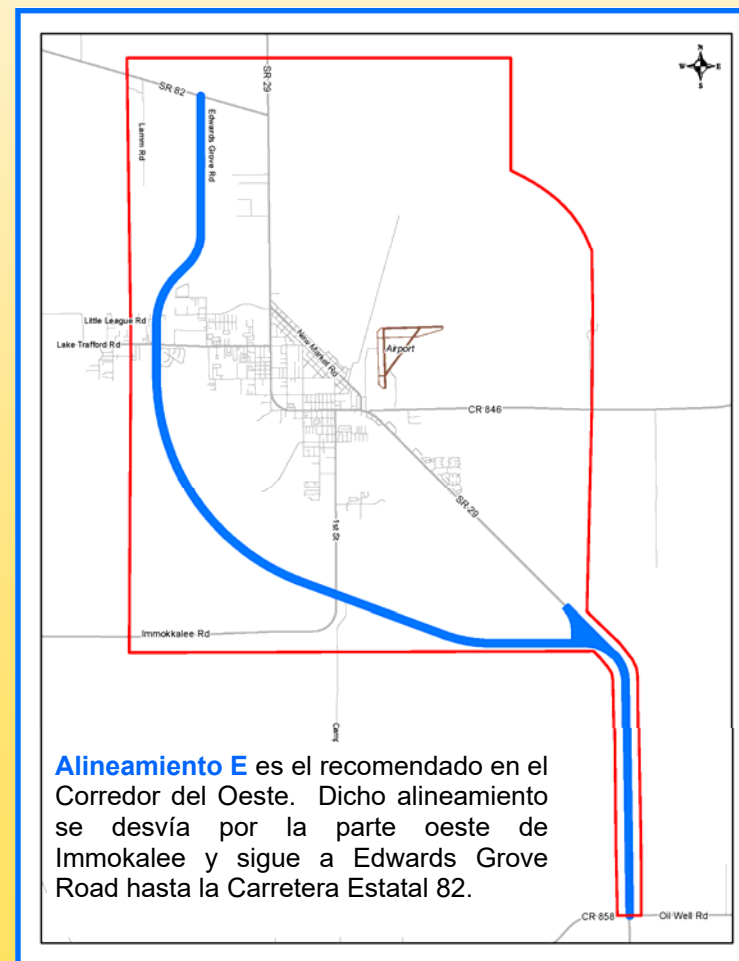 N
W E
S
SR 82
SR 29
Edwards Grove Rd
Lamm Rd
Little League Rd
Lake Trafford Rd
New Market Rd
Airport
CR 846
SR 29
1st St
Immokkalee Rd
Camp
Alineamiento E es el recomendado en el
Corredor del Oeste. Dicho alineamiento
se desvía por la parte oeste de
Immokalee y sigue a Edwards Grove
Road hasta la Carretera Estatal 82.
CR 858
Oil Well Rd